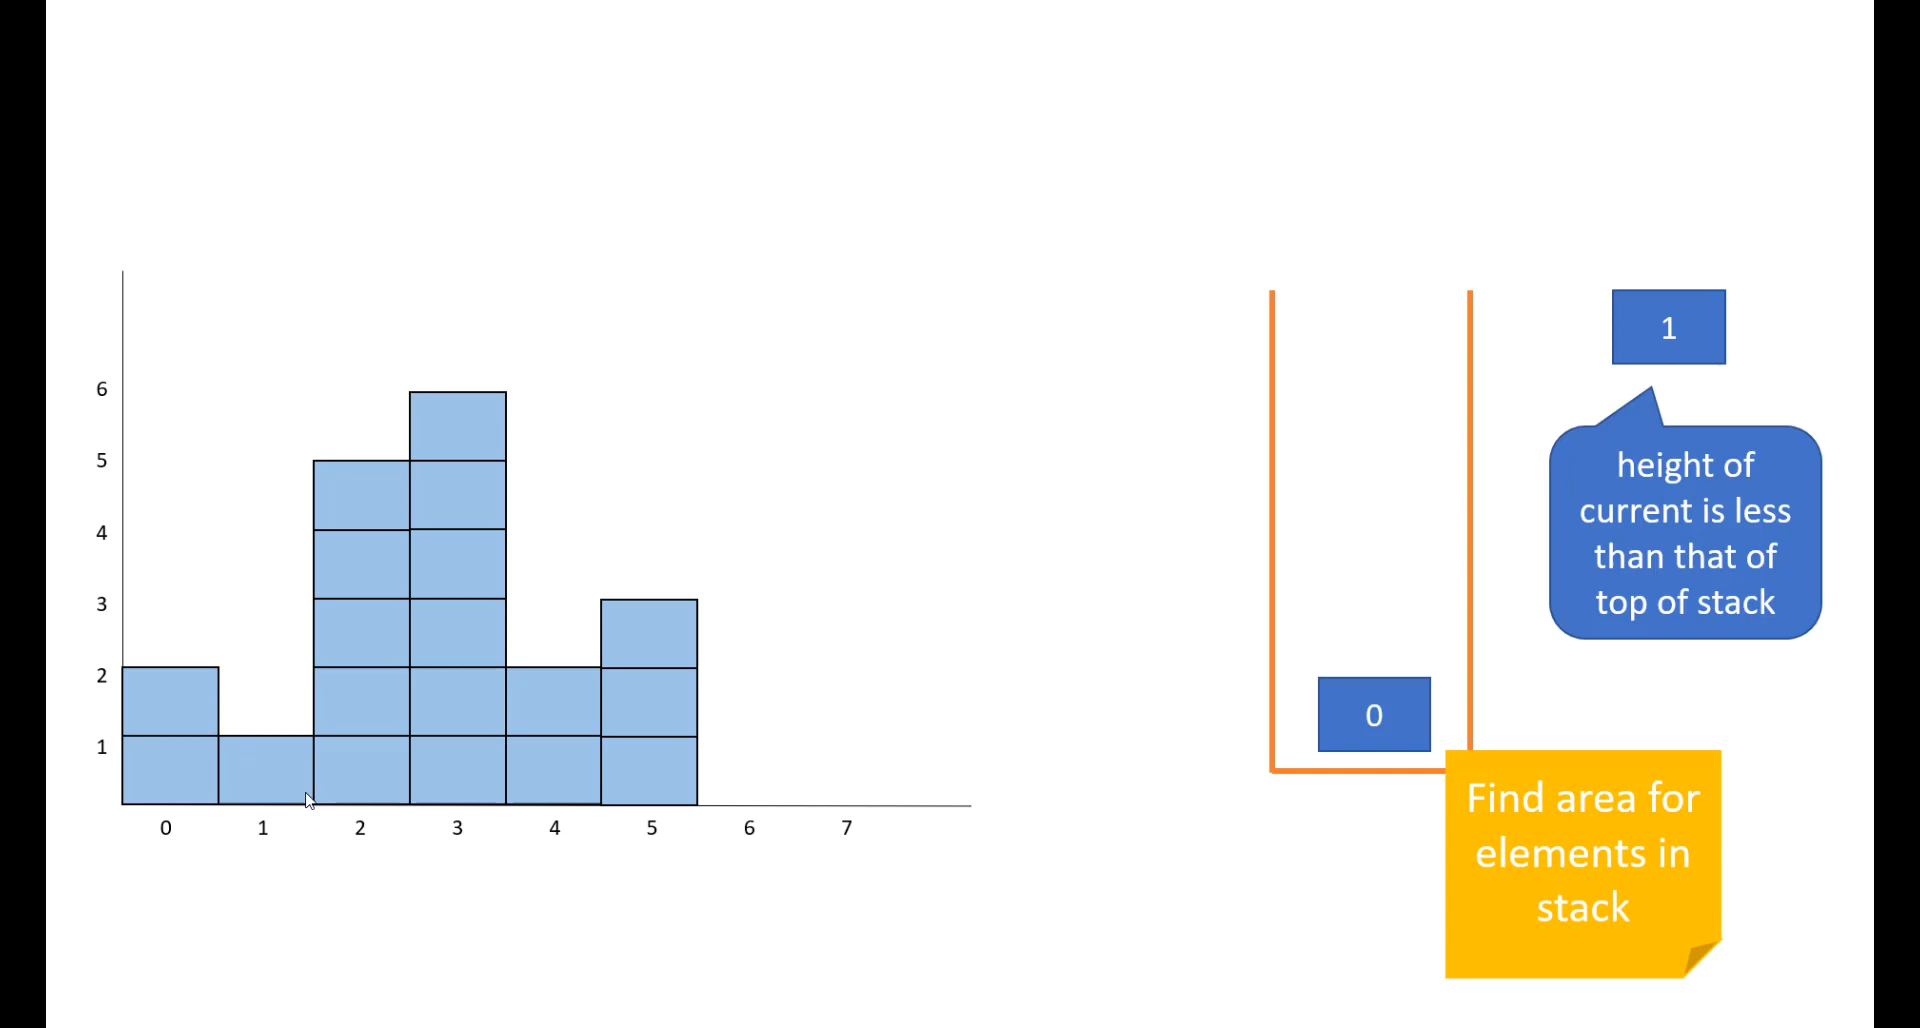 6
5
4
3
2
1
0 1 2 3 4 5 6 7
1
height of
current is less
than that of
top of stack
0
Find area for
elements in
stack